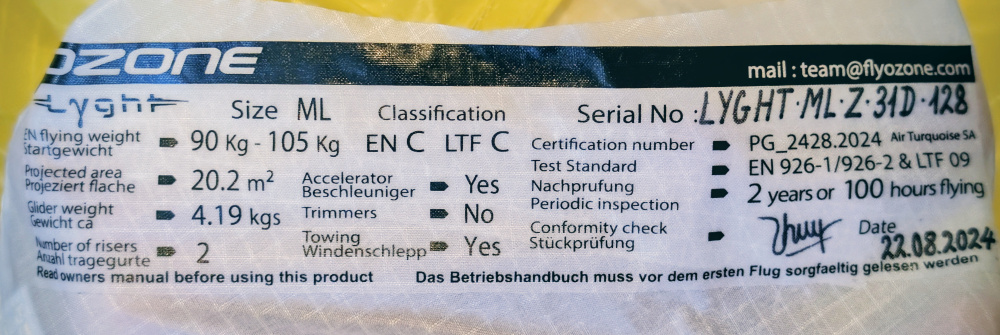 OZONE
mail : team@flyozone.com
Lyght
Size ML
Classification
Serial No : LYGHT·ML·Z·31D·128
EN flying weight
Startgewicht
90 Kg - 105 Kg
EN C LTF C
Certification number
PG_2428.2024 Air Turquoise SA
Projected area
Projeziert flache
20.2 m²
Accelerator
Beschleuniger
Yes
Test Standard
EN 926-1/926-2 & LTF 09
Nachprufung
Periodic inspection
2 years or 100 hours flying
Glider weight
Gewicht ca
4.19 kgs
Trimmers
No
Number of risers
Anzahl tragegurte
2
Towing
Windenschlepp
Yes
Conformity check
Stückprüfung
Date
22.08.2024
Read owners manual before using this product
Das Betriebshandbuch muss vor dem ersten Flug sorgfaeltig gelesen werden